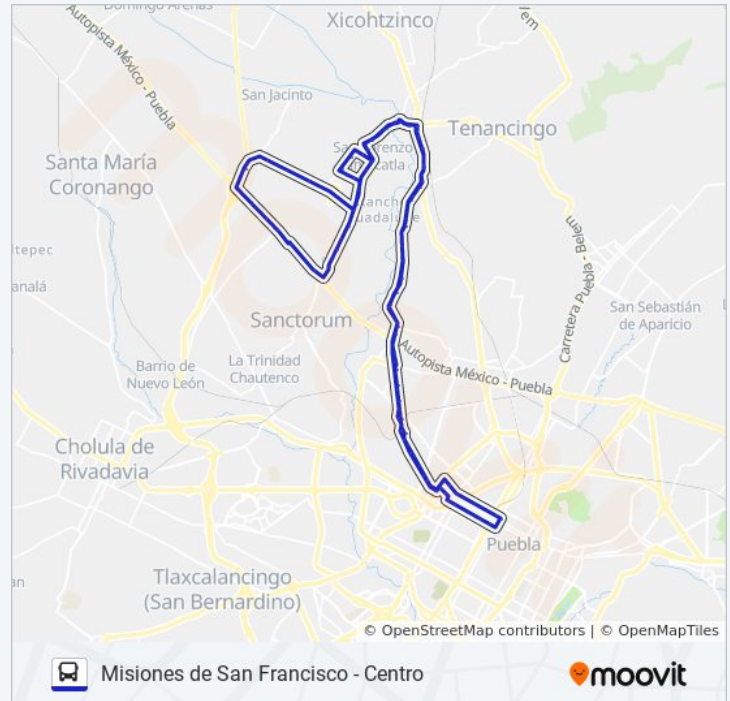 Domingo Arenas
Xicohtzinco
Autopista México - Puebla
San Jacinto
Tenancingo
Santa María
Coronango
Sanctorum
Carretera Puebla - Belem
San Sebastián
de Aparicio
Autopista México - Puebla
La Trinidad
Chautenco
Barrio de
Nuevo León
Cholula de
Rivadavia
Puebla
Tlaxcalancingo
(San Bernardino)
© OpenStreetMap contributors | © OpenMapTiles
Misiones de San Francisco - Centro
moovit